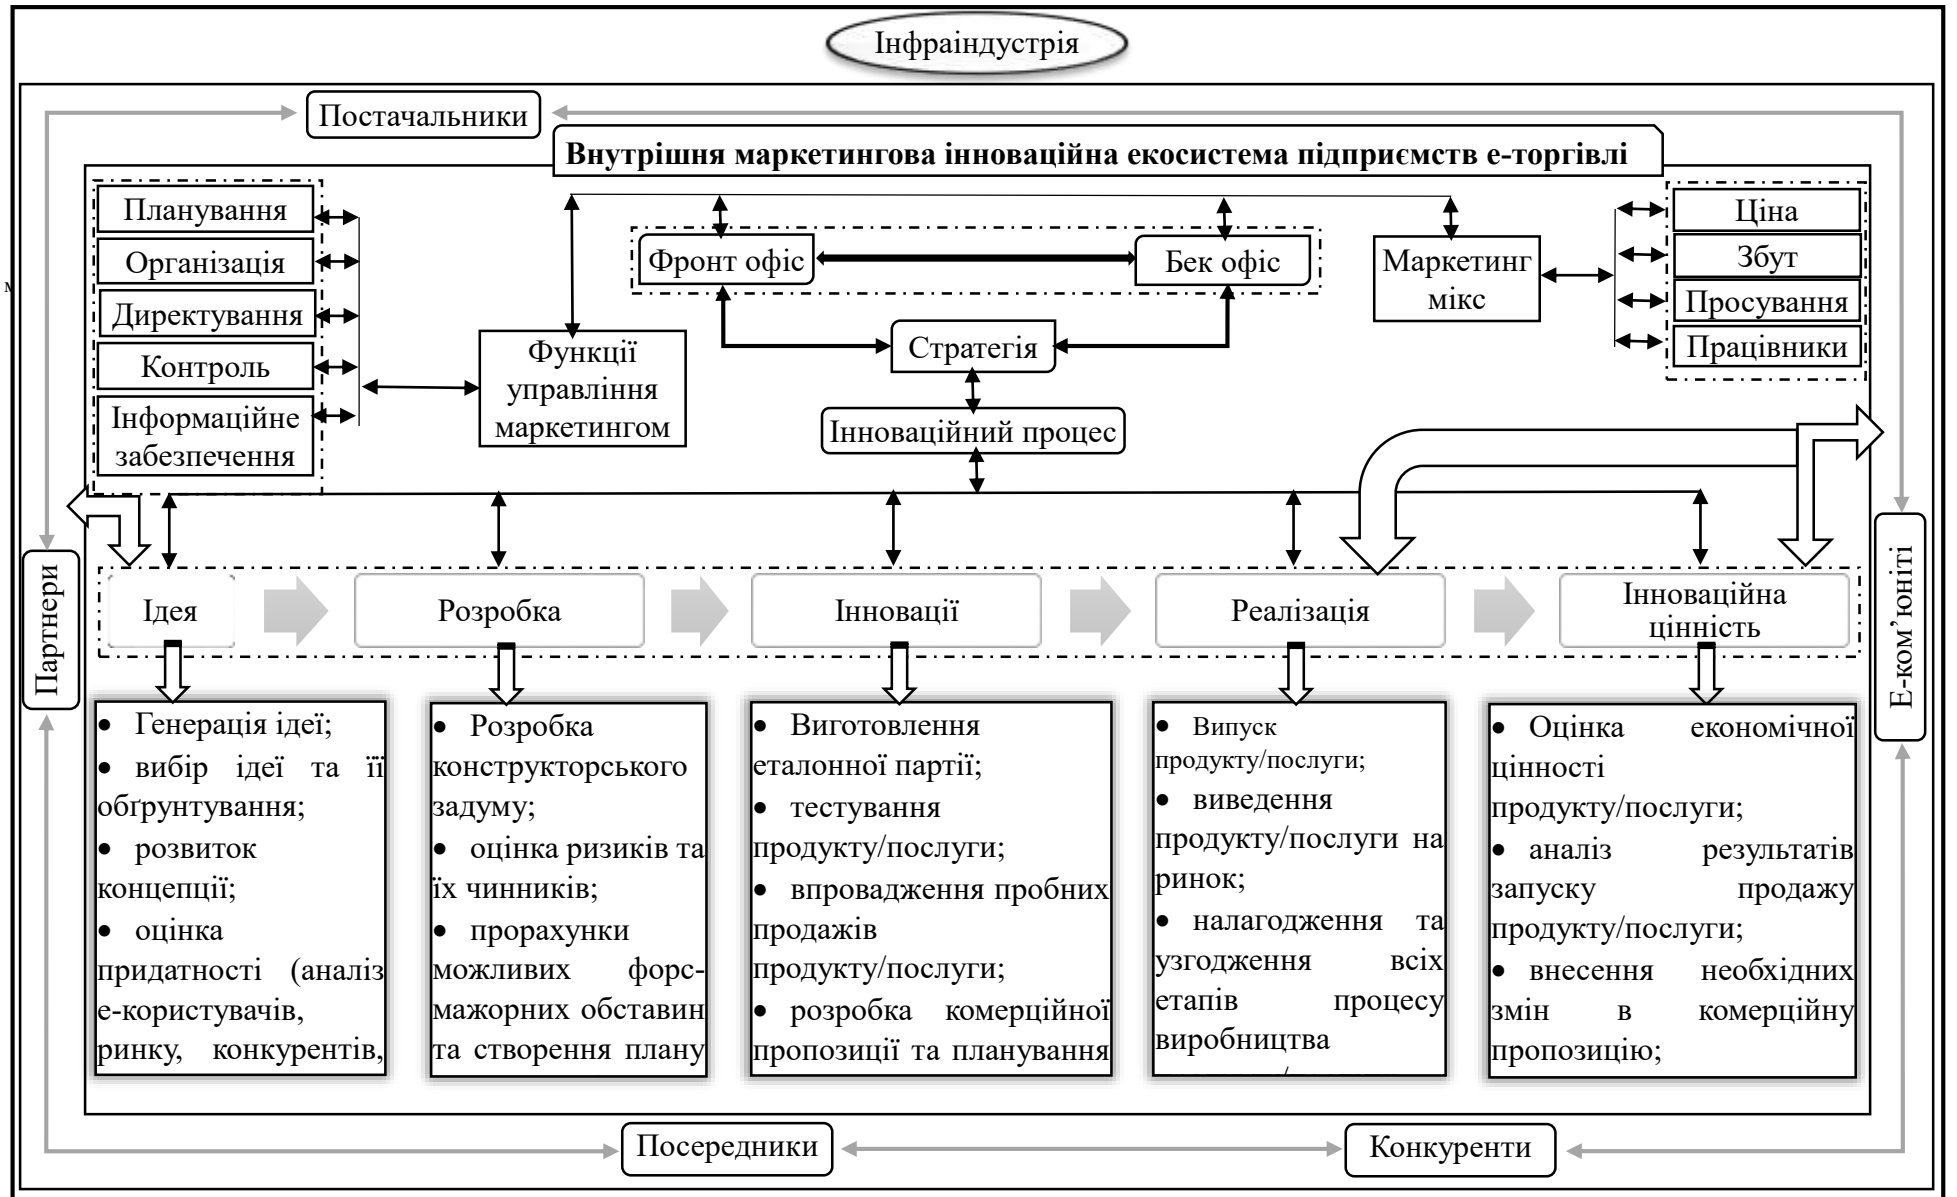 Інфраіндустрія
Постачальники
Внутрішня маркетингова інноваційна екосистема підприємств е-торгівлі
Планування
Організація
Директування
Контроль
Інформаційне
забезпечення
Функції
управління
маркетингом
Фронт офіс
Бек офіс
Стратегія
Інноваційний процес
Маркетинг
мікс
Ціна
Збут
Просування
Працівники
Партнери
Е-ком’юніті
Ідея
Розробка
Інновації
Реалізація
Інноваційна
цінність
• Генерація ідеї;
• вибір ідеї та її
обґрунтування;
• розвиток
концепції;
• оцінка
придатності (аналіз
е-користувачів,
ринку, конкурентів,
• Розробка
конструкторського
задуму;
• оцінка ризиків та
їх чинників;
• прорахунки
можливих форс-
мажорних обставин
та створення плану
• Виготовлення
еталонної партії;
• тестування
продукту/послуги;
• впровадження пробних
продажів
продукту/послуги;
• розробка комерційної
пропозиції та планування
• Випуск
продукту/послуги;
• виведення
продукту/послуги на
ринок;
• налагодження та
узгодження всіх
етапів процесу
виробництва
• Оцінка економічної
цінності
продукту/послуги;
• аналіз результатів
запуску продажу
продукту/послуги;
• внесення необхідних
змін в комерційну
пропозицію;
Посередники
Конкуренти